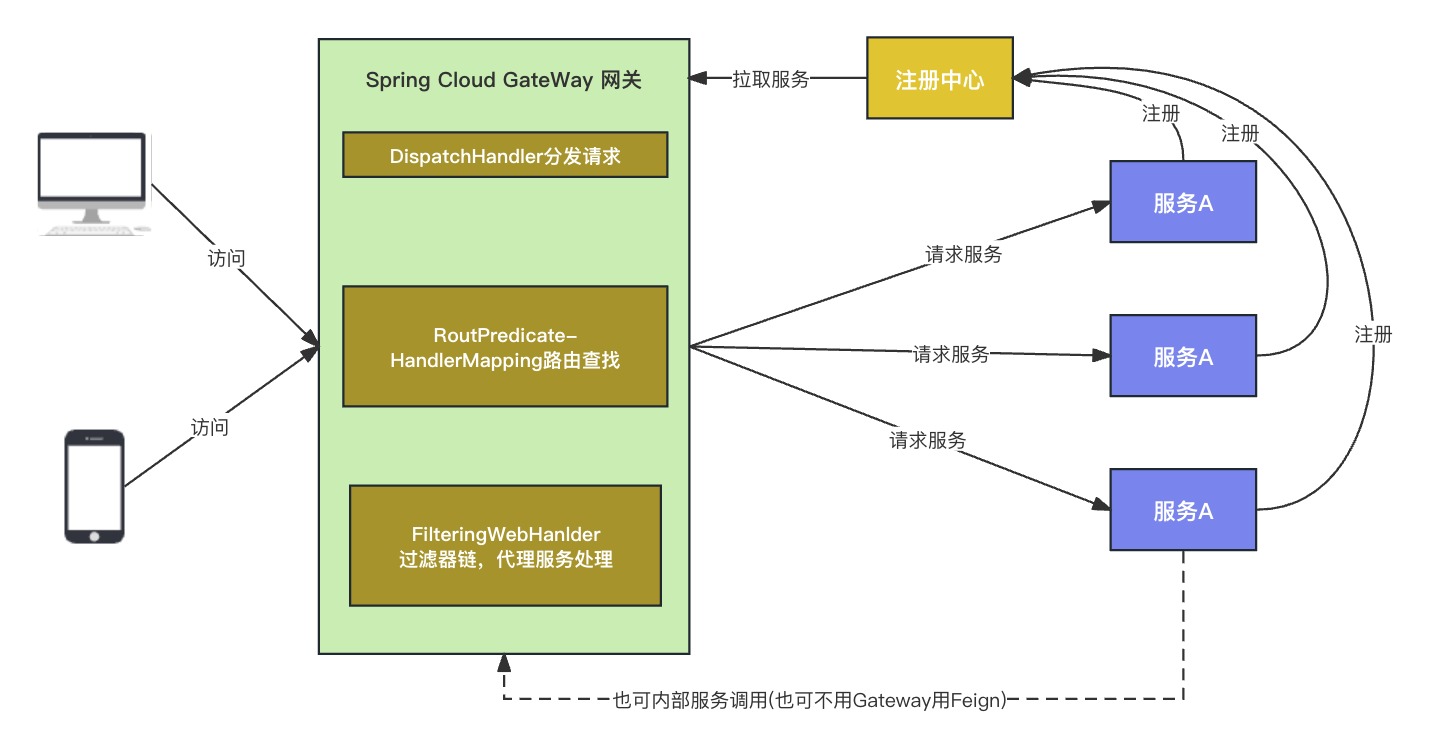 Spring Cloud GateWay 网关
拉取服务
注册中心
注册
注册
DispatchHandler分发请求
服务A
访问
请求服务
RoutPredicate-
HandlerMapping路由查找
请求服务
服务A
注册
访问
请求服务
服务A
FilteringWebHanlder
过滤器链，代理服务处理
也可内部服务调用(也可不用Gateway用Feign)